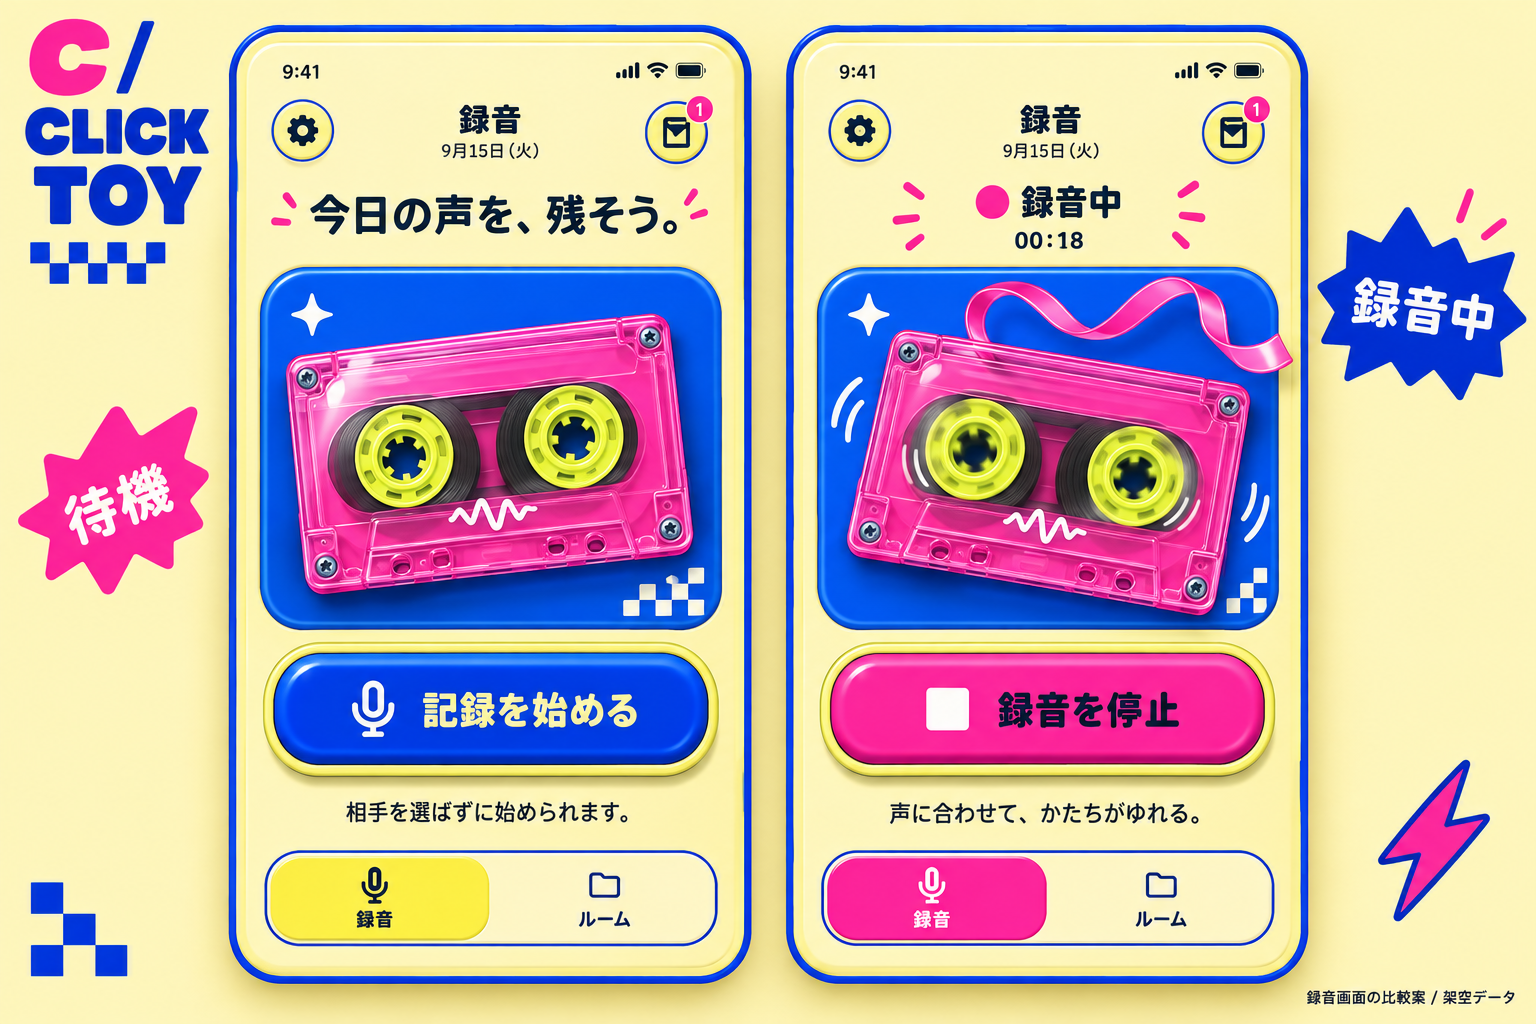 C/
CLICK
TOY
待機
9:41
録音
9月15日(火)
1
今日の声を、残そう。
記録を始める
相手を選ばずに始められます。
録音
ルーム
9:41
録音
9月15日(火)
1
録音中
00:18
録音を停止
声に合わせて、かたちがゆれる。
録音
ルーム
録音中
録音画面の比較案 / 架空データ